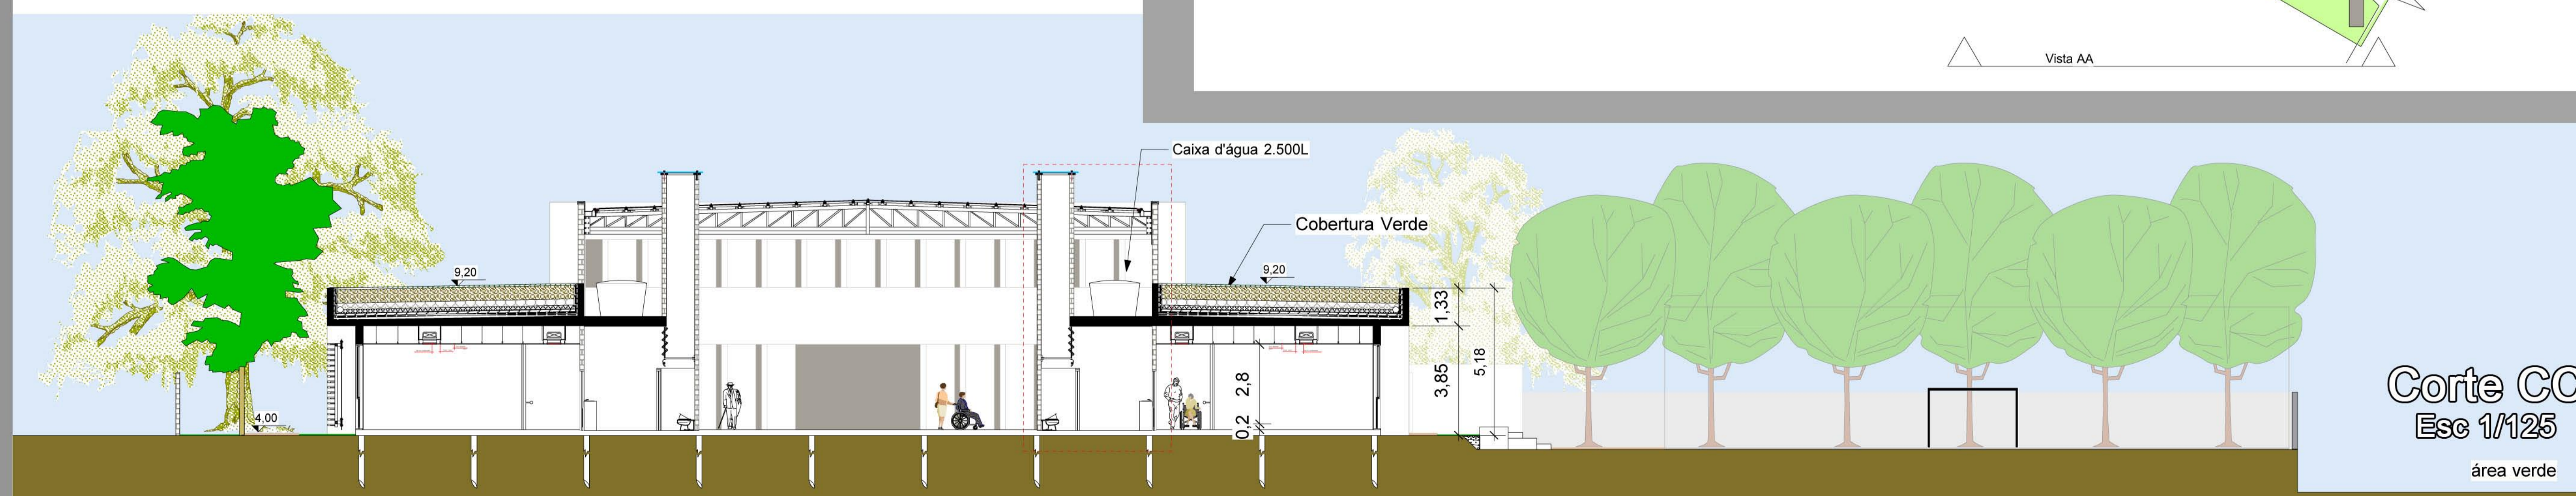 Vista AA
Caixa d'água 2.500L
Cobertura Verde
9,20
9,20
4,00
1,33
3,85
5,18
2,8
0,2
Esc 1/125
Corte
área verde